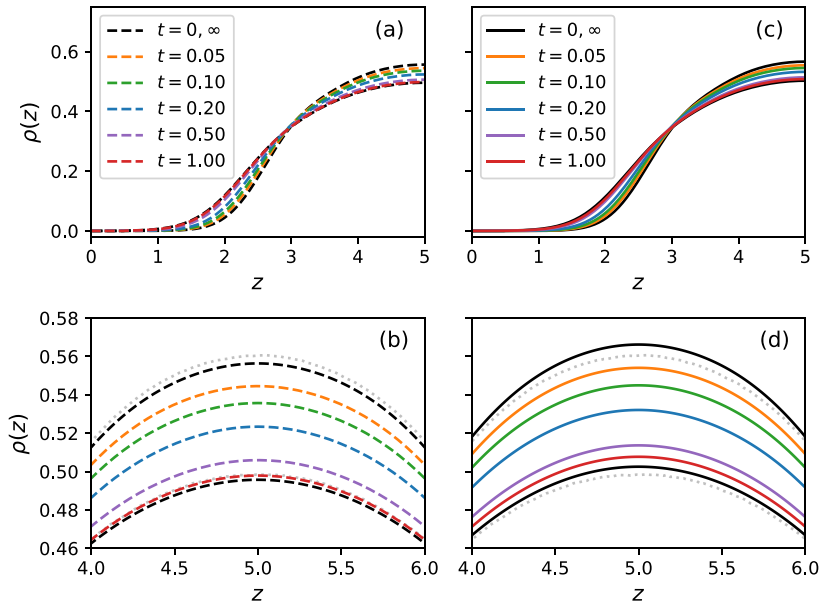 (a)
t = 0, ∞
t = 0.05
t = 0.10
t = 0.20
t = 0.50
t = 1.00
0.6
0.4
0.2
0.0
ρ(z)
0 1 2 3 4 5
z
(c)
t = 0, ∞
t = 0.05
t = 0.10
t = 0.20
t = 0.50
t = 1.00
0 1 2 3 4 5
z
(b)
0.58
0.56
0.54
0.52
0.50
0.48
0.46
ρ(z)
4.0 4.5 5.0 5.5 6.0
z
(d)
4.0 4.5 5.0 5.5 6.0
z